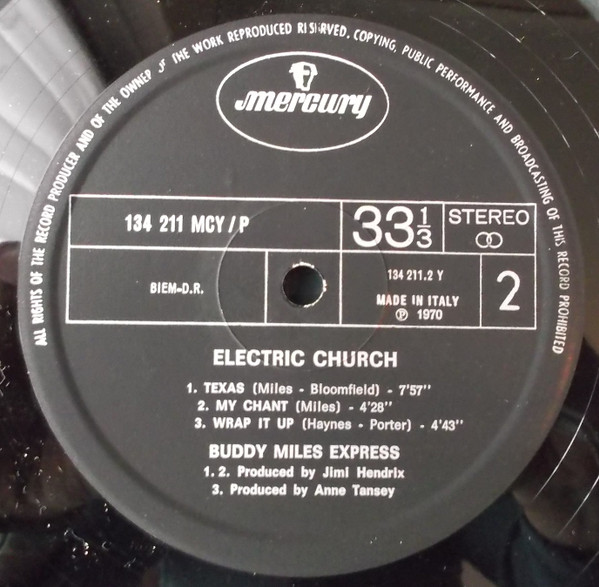 ALL RIGHTS OF THE RECORD PRODUCER AND OF THE OWNER OF THE WORK REPRODUCED RESERVED, COPYING, PUBLIC PERFORMANCE AND BROADCASTING OF THIS RECORD PROHIBITED
mercury
134 211 MCY/P
33 1/3
STEREO
BIEM-D.R.
134 211.2 Y
MADE IN ITALY
℗ 1970
2
ELECTRIC CHURCH
1. TEXAS (Miles - Bloomfield) - 7'57''
2. MY CHANT (Miles) - 4'28''
3. WRAP IT UP (Haynes - Porter) - 4'43''
BUDDY MILES EXPRESS
1. 2. Produced by Jimi Hendrix
3. Produced by Anne Tansey